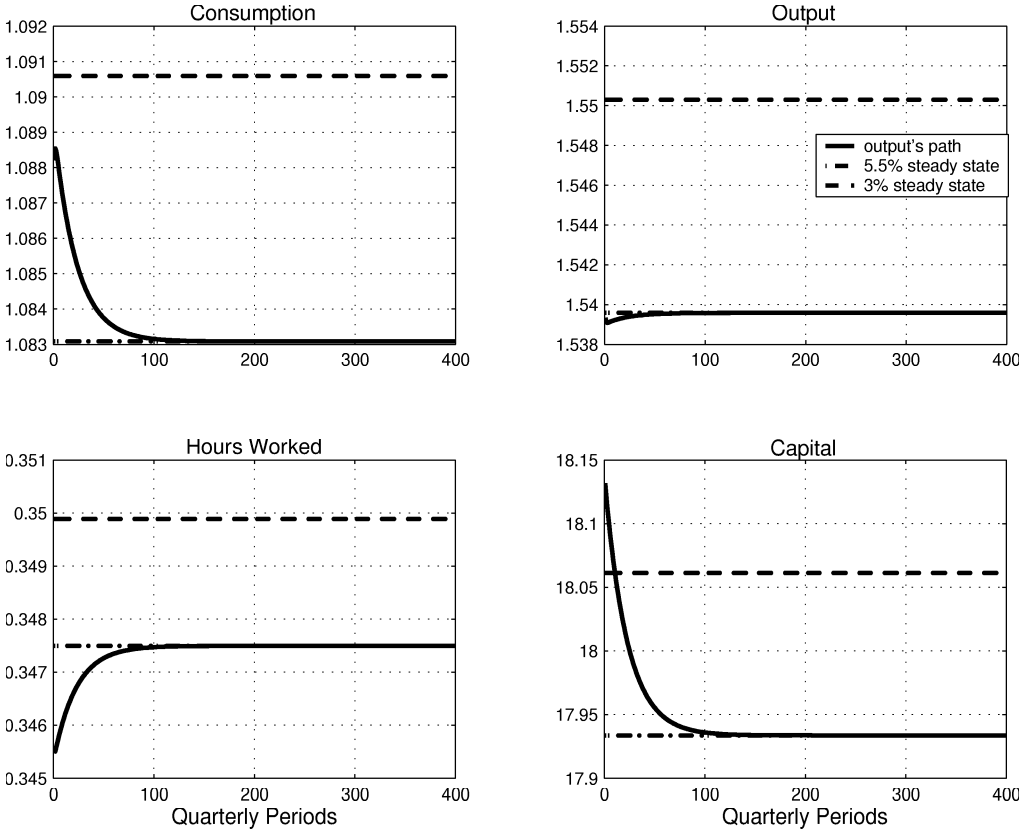 Consumption
1.092
1.091
1.09
1.089
1.088
1.087
1.086
1.085
1.084
1.083
0 100 200 300 400
Output
1.554
1.552
1.55
1.548
1.546
1.544
1.542
1.54
1.538
0 100 200 300 400
output's path
5.5% steady state
3% steady state
Hours Worked
0.351
0.35
0.349
0.348
0.347
0.346
0.345
0 100 200 300 400
Quarterly Periods
Capital
18.15
18.1
18.05
18
17.95
17.9
0 100 200 300 400
Quarterly Periods